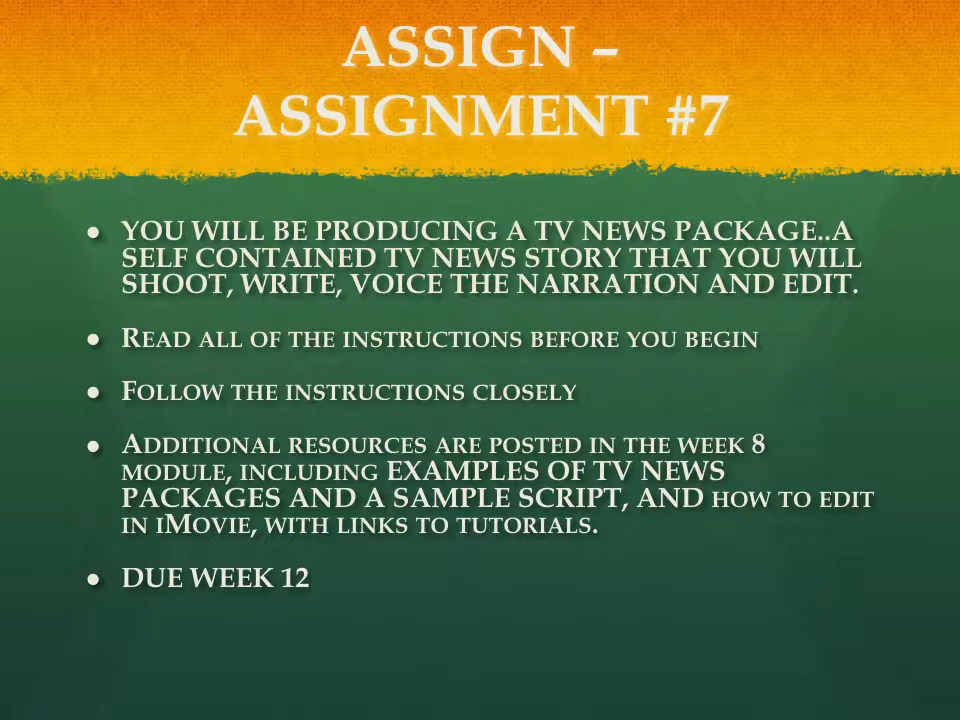 ASSIGN –
ASSIGNMENT #7
● YOU WILL BE PRODUCING A TV NEWS PACKAGE..A
SELF CONTAINED TV NEWS STORY THAT YOU WILL
SHOOT, WRITE, VOICE THE NARRATION AND EDIT.
● Read all of the instructions before you begin
● Follow the instructions closely
● Additional resources are posted in the week 8
module, including EXAMPLES OF TV NEWS
PACKAGES AND A SAMPLE SCRIPT, AND how to edit
in iMovie, with links to tutorials.
● DUE WEEK 12